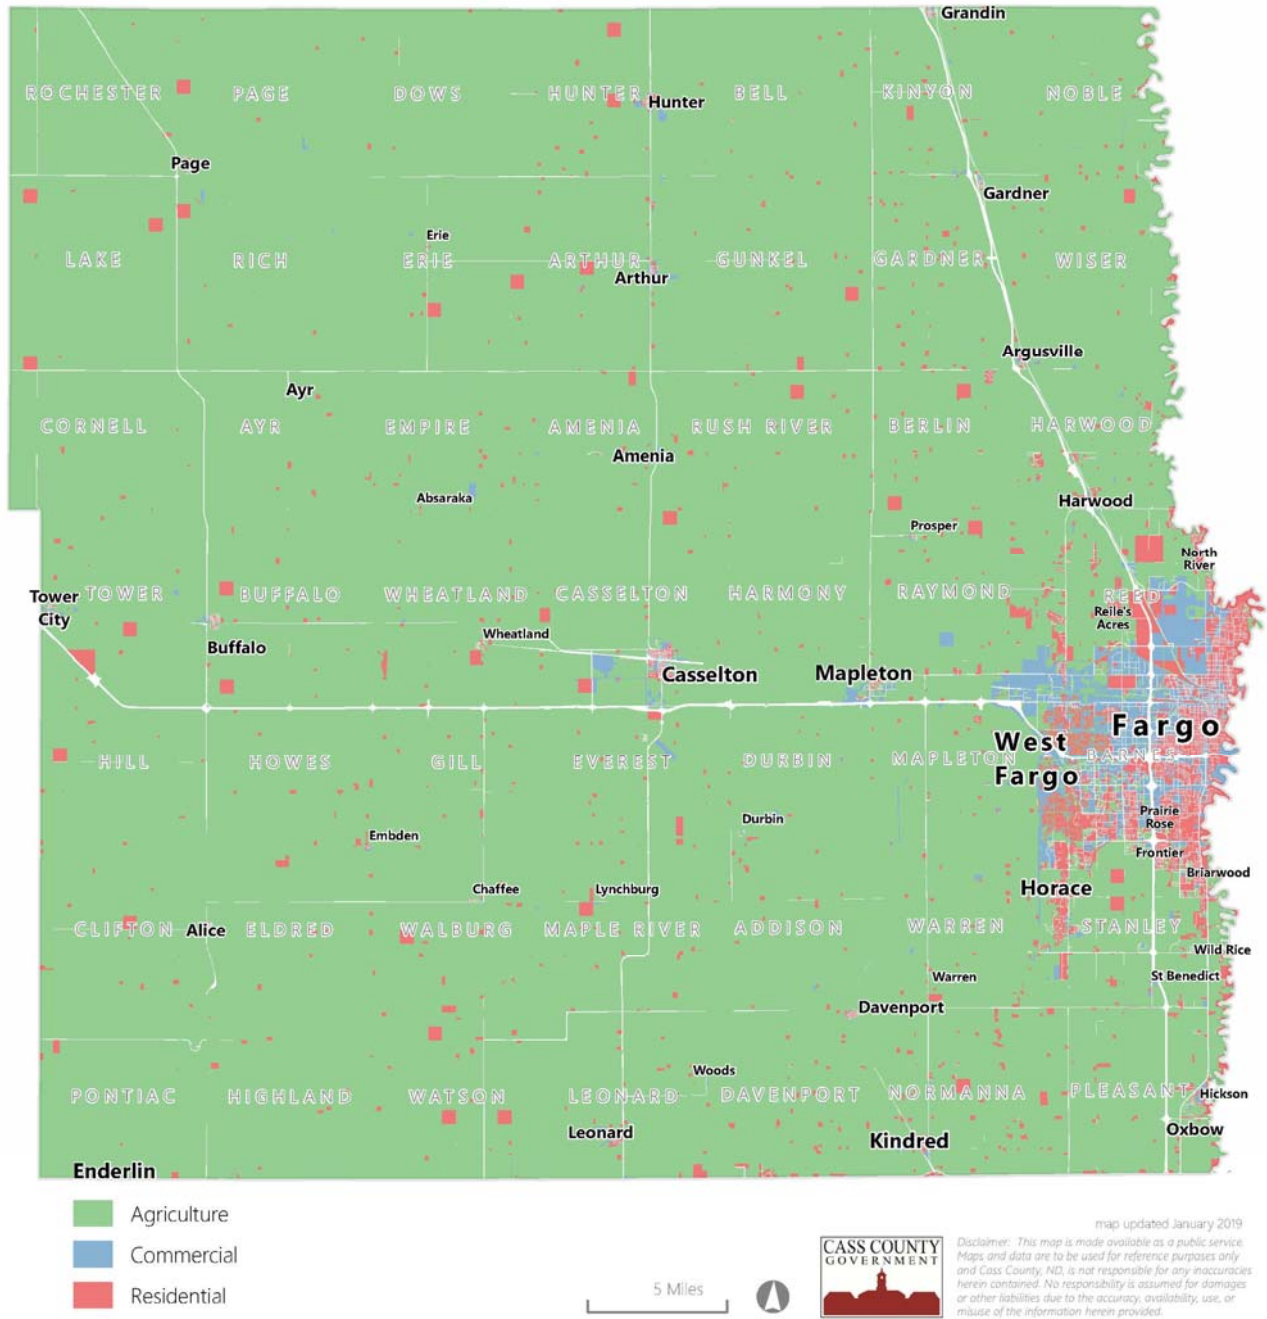 Grandin
ROCHESTER PAGE DOWS HUNTER Hunter BELL KINYON NOBLE
Page
Gardner
Erie
LAKE RICH ERIE ARTHUR GUNKEL GARDNER WISER
Arthur
Argusville
Ayr
CORNELL AYR EMPIRE AMENIA RUSH RIVER BERLIN HARWOOD
Amenia
Absaraka
Harwood
Prosper
North
River
Tower
City
TOWER BUFFALO WHEATLAND CASSELTON HARMONY RAYMOND REED
Reile's
Acres
Wheatland
Buffalo
Casselton
Mapleton
Fargo
West
Fargo
HILL HOWES GILL EVEREST DURBIN MAPLETON BARNES
Prairie
Rose
Durbin
Embden
Frontier
Briarwood
Chaffee
Lynchburg
Horace
CLIFTON Alice ELDRED WALBURG MAPLE RIVER ADDISON WARREN STANLEY
Wild Rice
Warren
St Benedict
Davenport
Woods
PONTIAC HIGHLAND WATSON LEONARD DAVENPORT NORMANNA PLEASANT
Hickson
Leonard
Kindred
Oxbow
Enderlin
Agriculture
Commercial
Residential
5 Miles
CASS COUNTY
GOVERNMENT
map updated January 2019
Disclaimer: This map is made available as a public service.
Maps and data are to be used for reference purposes only
and Cass County, ND, is not responsible for any inaccuracies
herein contained. No responsibility is assumed for damages
or other liabilities due to the accuracy, availability, use, or
misuse of the information herein provided.